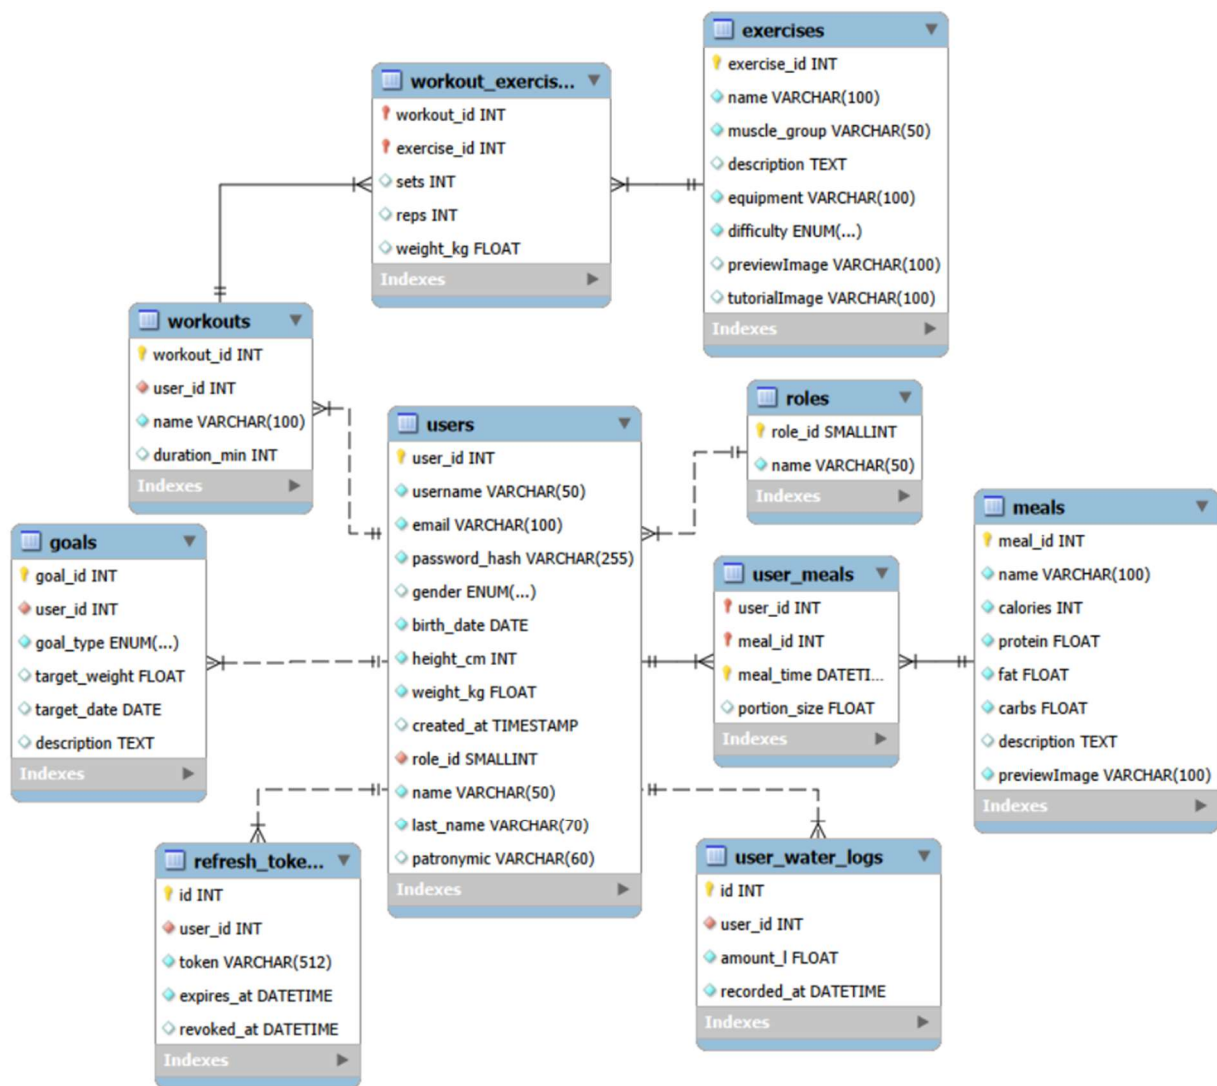 exercises
exercise_id INT
name VARCHAR(100)
muscle_group VARCHAR(50)
description TEXT
equipment VARCHAR(100)
difficulty ENUM(...)
previewImage VARCHAR(100)
tutorialImage VARCHAR(100)
Indexes
workout_exercis...
workout_id INT
exercise_id INT
sets INT
reps INT
weight_kg FLOAT
Indexes
workouts
workout_id INT
user_id INT
name VARCHAR(100)
duration_min INT
Indexes
roles
role_id SMALLINT
name VARCHAR(50)
Indexes
users
user_id INT
username VARCHAR(50)
email VARCHAR(100)
password_hash VARCHAR(255)
gender ENUM(...)
birth_date DATE
height_cm INT
weight_kg FLOAT
created_at TIMESTAMP
role_id SMALLINT
name VARCHAR(50)
last_name VARCHAR(70)
patronymic VARCHAR(60)
Indexes
meals
meal_id INT
name VARCHAR(100)
calories INT
protein FLOAT
fat FLOAT
carbs FLOAT
description TEXT
previewImage VARCHAR(100)
Indexes
goals
goal_id INT
user_id INT
goal_type ENUM(...)
target_weight FLOAT
target_date DATE
description TEXT
Indexes
user_meals
user_id INT
meal_id INT
meal_time DATETI...
portion_size FLOAT
Indexes
refresh_toke...
id INT
user_id INT
token VARCHAR(512)
expires_at DATETIME
revoked_at DATETIME
Indexes
user_water_logs
id INT
user_id INT
amount_l FLOAT
recorded_at DATETIME
Indexes